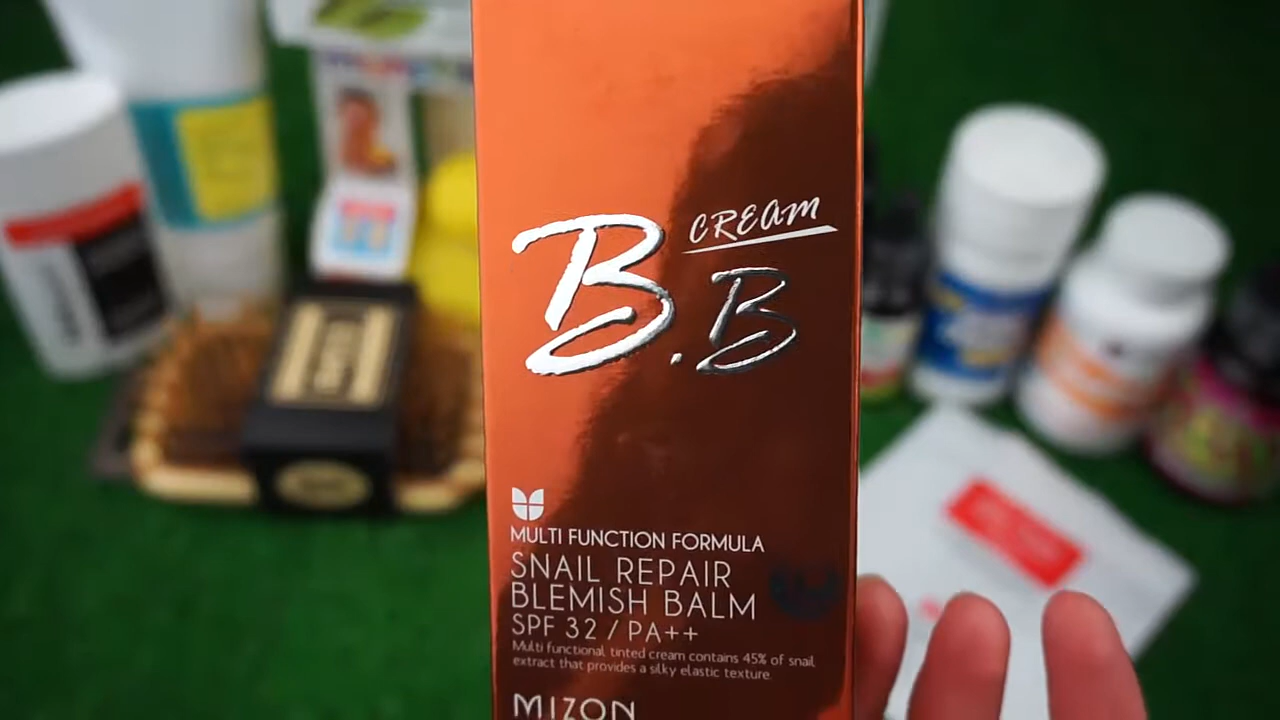 CREAM
B.B
MULTI FUNCTION FORMULA
SNAIL REPAIR
BLEMISH BALM
SPF 32 / PA++
Multi functional tinted cream contains 45% of snail
extract that provides a silky elastic texture.
MIZON